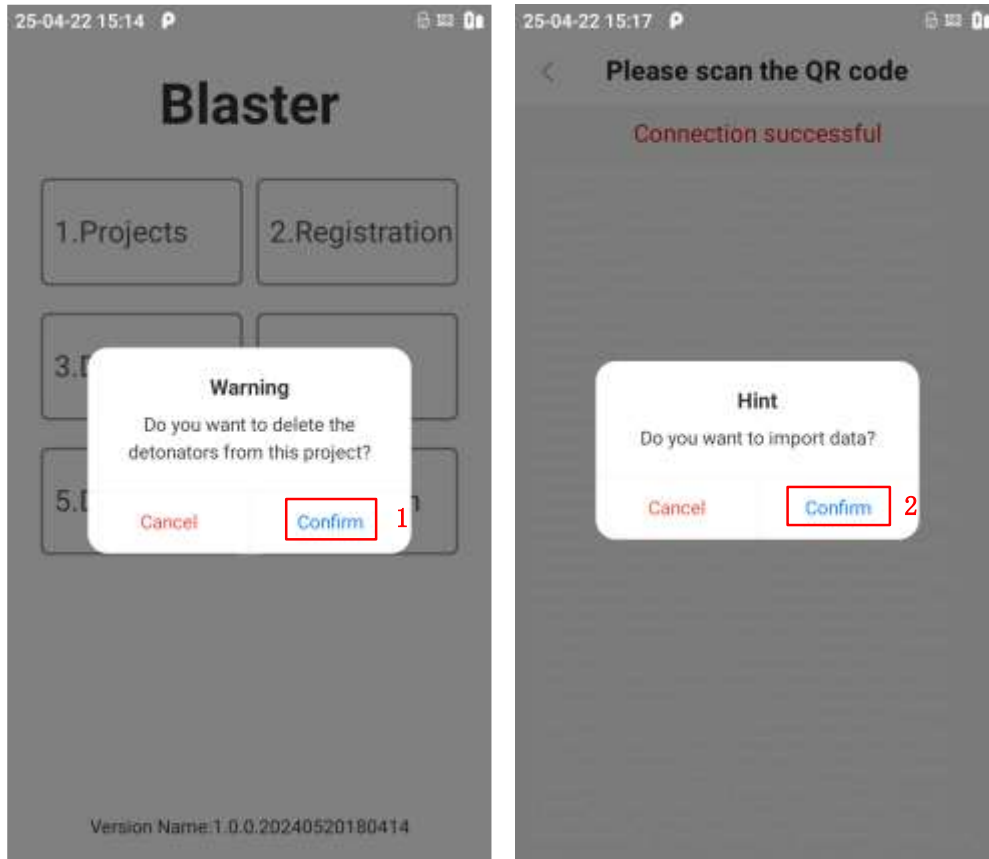 25-04-22 15:14
Blaster
1.Projects
2.Registration
3.D
Warning
Do you want to delete the
detonators from this project?
5.D
Cancel
Confirm
1
Version Name:1.0.0.20240520180414
25-04-22 15:17
Please scan the QR code
Connection successful
Hint
Do you want to import data?
Cancel
Confirm
2